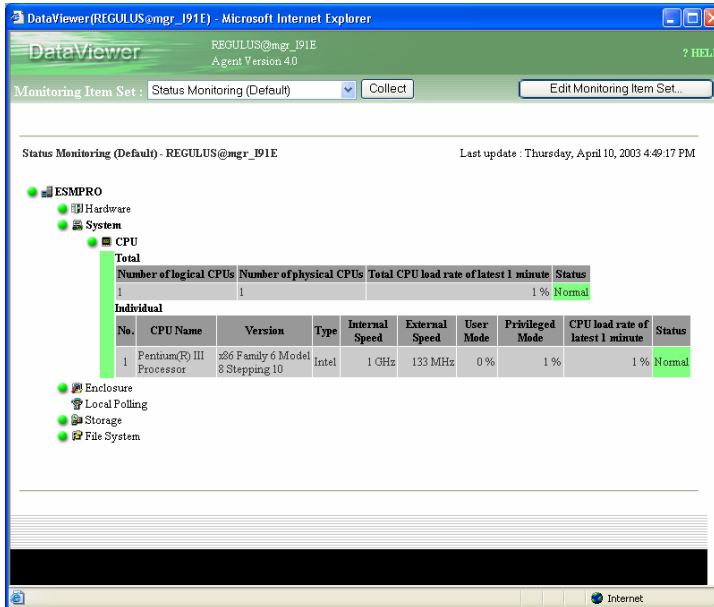 DataViewer(REGULUS@mgr_I91E) - Microsoft Internet Explorer
DataViewer
REGULUS@mgr_I91E
Agent Version 4.0
? HEL
Monitoring Item Set : Status Monitoring (Default) Collect Edit Monitoring Item Set...
Status Monitoring (Default) - REGULUS@mgr_I91E Last update : Thursday, April 10, 2003 4:49:17 PM
ESMPRO
Hardware
System
CPU
Total
Number of logical CPUs Number of physical CPUs Total CPU load rate of latest 1 minute Status
1 1 1 % Normal
Individual
No. CPU Name Version Type Internal Speed External Speed User Mode Privileged Mode CPU load rate of latest 1 minute Status
1 Pentium(R) III Processor x86 Family 6 Model 8 Stepping 10 Intel 1 GHz 133 MHz 0 % 1 % 1 % Normal
Enclosure
Local Polling
Storage
File System
Internet